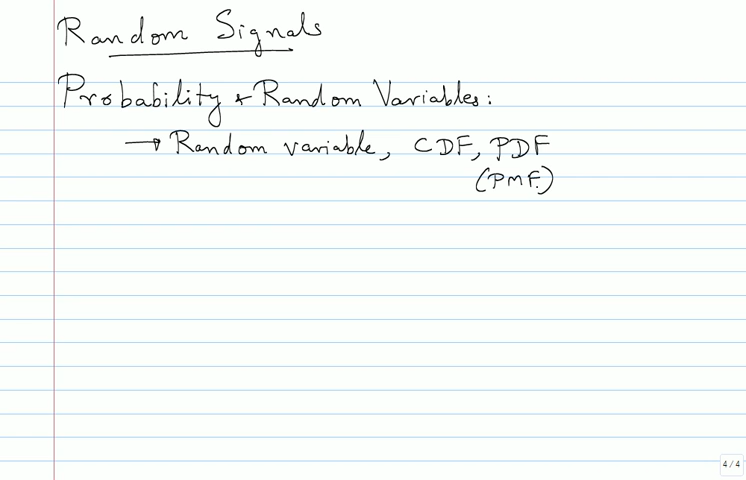 Random Signals
Probability & Random Variables:
→ Random variable, CDF, PDF
(PMF.)
4/4